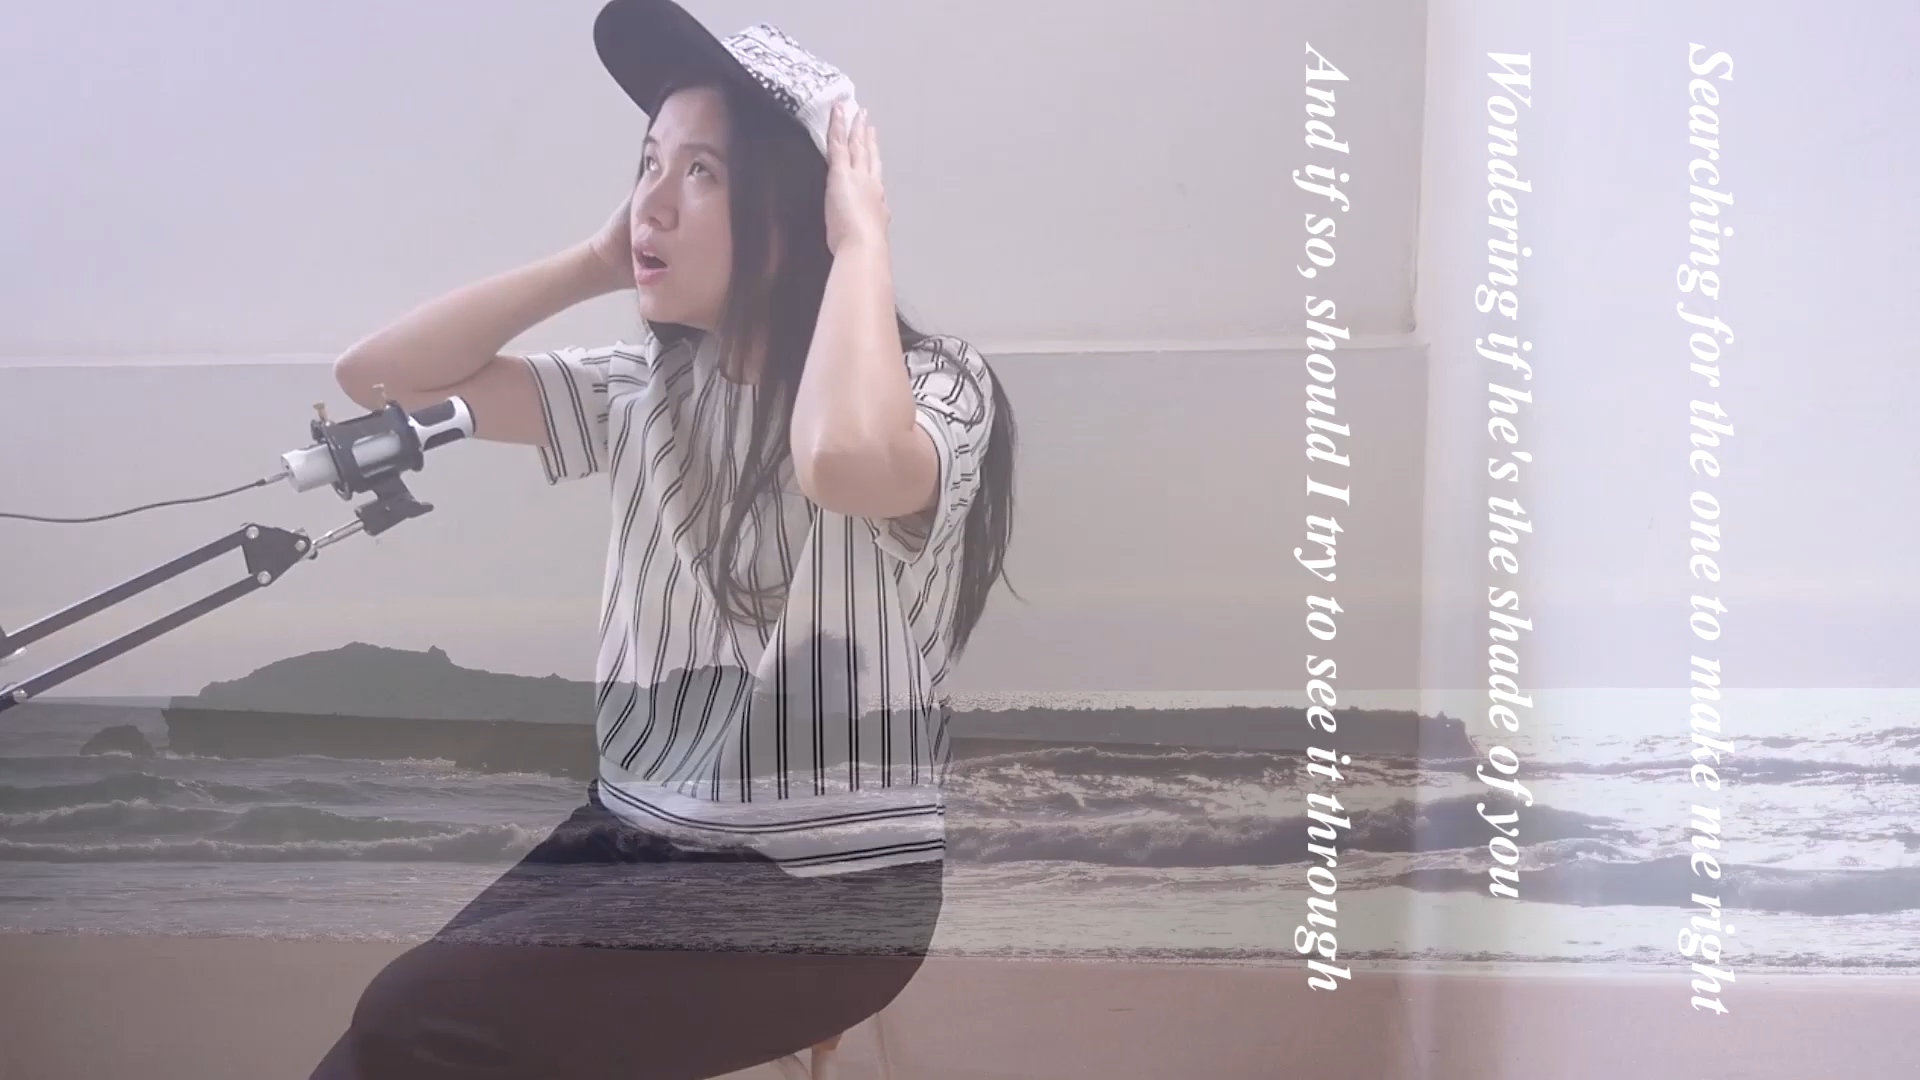 Searching for the one to make me right
Wondering if he's the shade of you
And if so, should I try to see it through